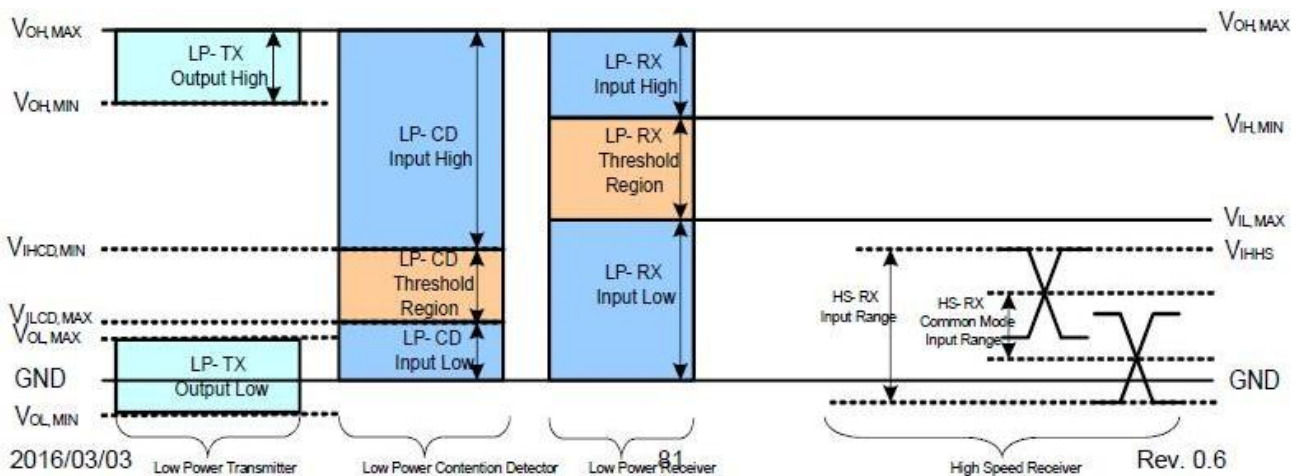 VOH,MAX
LP- TX
Output High
VOH,MIN
LP- CD
Input High
LP- RX
Input High
LP- RX
Threshold
Region
VOH,MAX
VIH,MIN
VIL,MAX
VIHCD,MIN
LP- CD
Threshold
Region
VILCD,MAX
VOL,MAX
LP- TX
Output Low
GND
VOL,MIN
LP- CD
Input Low
LP- RX
Input Low
HS- RX
Input Range
HS- RX
Common Mode
Input Range
VIHHS
GND
2016/03/03
Low Power Transmitter
Low Power Contention Detector
Low Power Receiver
81
High Speed Receiver
Rev. 0.6